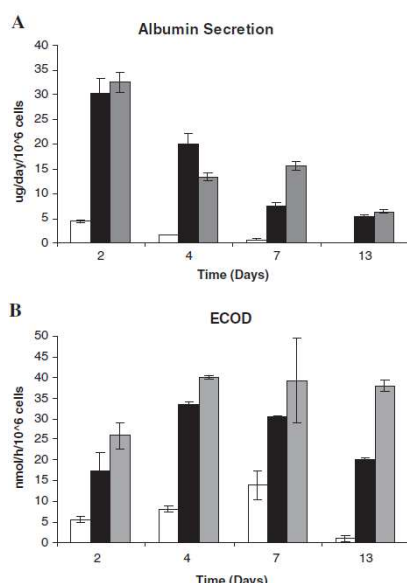 A
Albumin Secretion
ug/day/10^6 cells
40
35
30
25
20
15
10
5
0
2 4 7 13
Time (Days)
B
ECOD
nmol/h/10^6 cells
50
45
40
35
30
25
20
15
10
5
0
2 4 7 13
Time (Days)